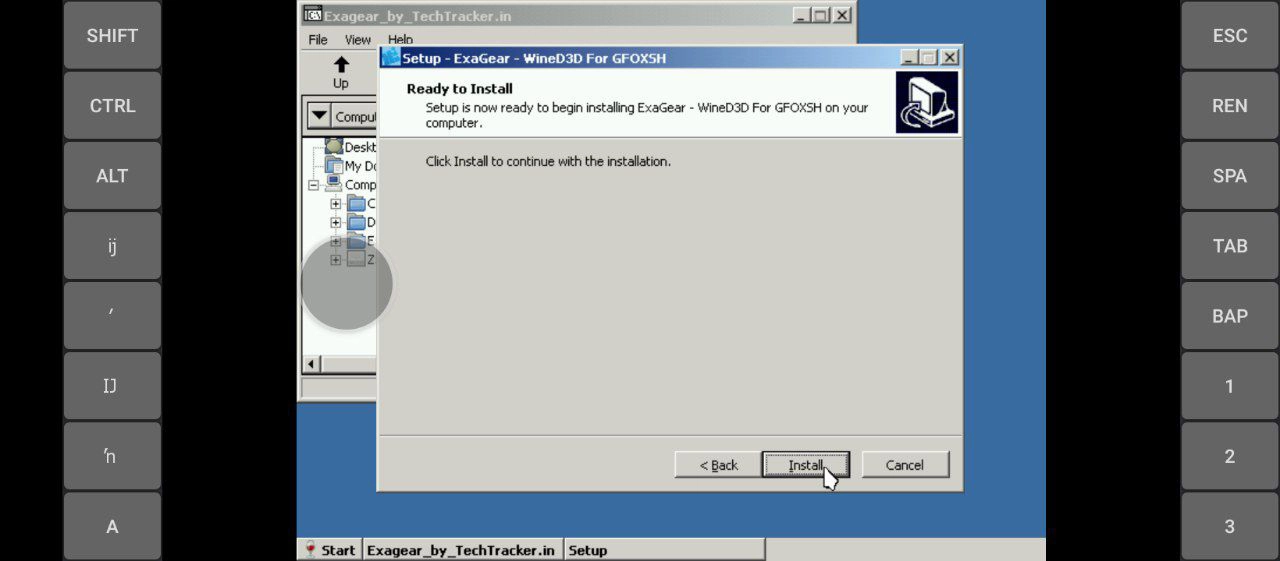 SHIFT
CTRL
ALT
ij
′
IJ
ŉ
A
Exagear_by_TechTracker.in
File View Help
Up
Setup - ExaGear - WineD3D For GFOXSH
Ready to Install
Setup is now ready to begin installing ExaGear - WineD3D For GFOXSH on your
computer.
Click Install to continue with the installation.
Compu
Deskt
My Do
Comp
C
D
E
Z
< Back Install Cancel
Start Exagear_by_TechTracker.in Setup
ESC
REN
SPA
TAB
BAP
1
2
3